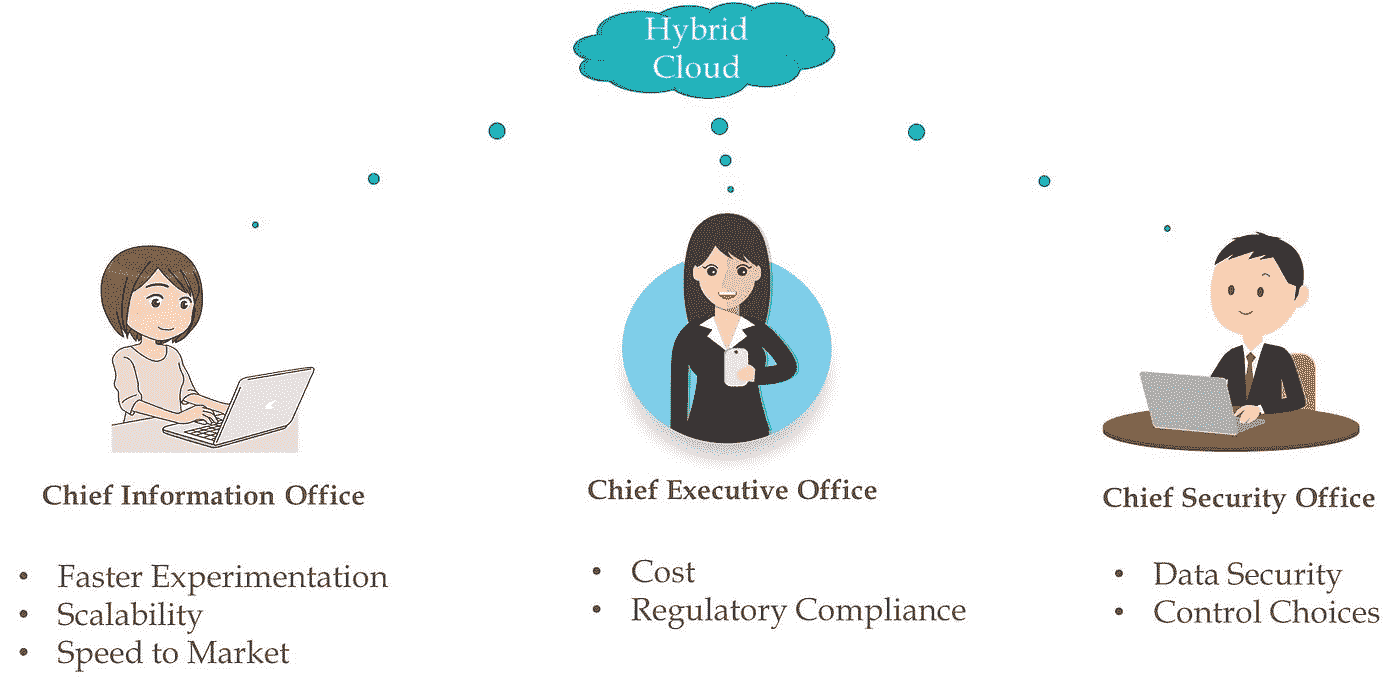 Hybrid
Cloud
Chief Information Office
• Faster Experimentation
• Scalability
• Speed to Market
Chief Executive Office
• Cost
• Regulatory Compliance
Chief Security Office
• Data Security
• Control Choices